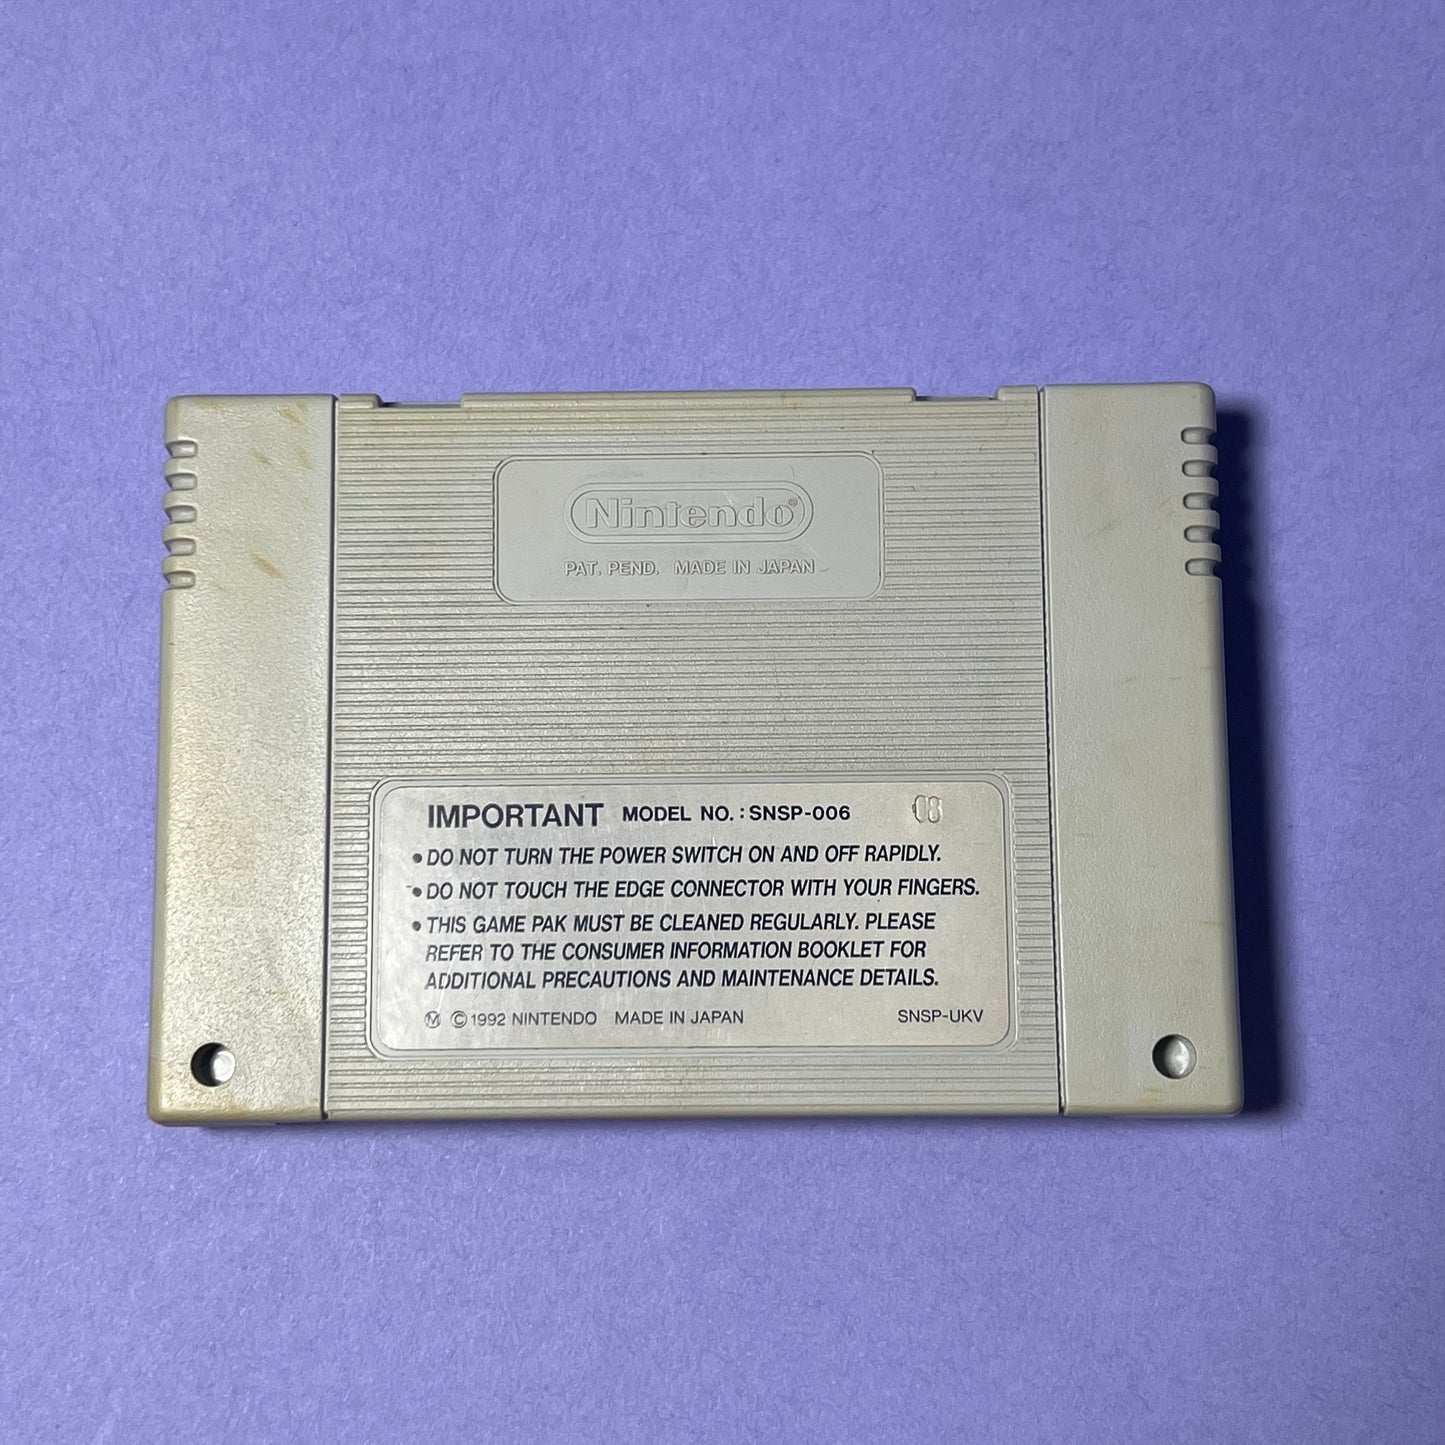 Nintendo®
PAT. PEND. MADE IN JAPAN
IMPORTANT MODEL NO.: SNSP-006 08
•DO NOT TURN THE POWER SWITCH ON AND OFF RAPIDLY.
•DO NOT TOUCH THE EDGE CONNECTOR WITH YOUR FINGERS.
•THIS GAME PAK MUST BE CLEANED REGULARLY. PLEASE
REFER TO THE CONSUMER INFORMATION BOOKLET FOR
ADDITIONAL PRECAUTIONS AND MAINTENANCE DETAILS.
Ⓜ ©1992 NINTENDO MADE IN JAPAN SNSP-UKV